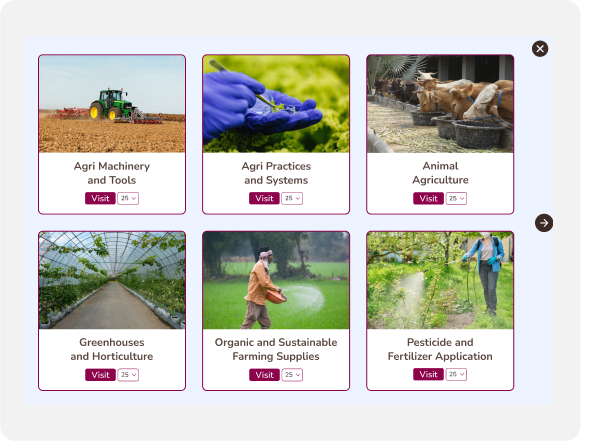 Agri Machinery
and Tools
Visit 25
Agri Practices
and Systems
Visit 25
Animal
Agriculture
Visit 25
Greenhouses
and Horticulture
Visit 25
Organic and Sustainable
Farming Supplies
Visit 25
Pesticide and
Fertilizer Application
Visit 25